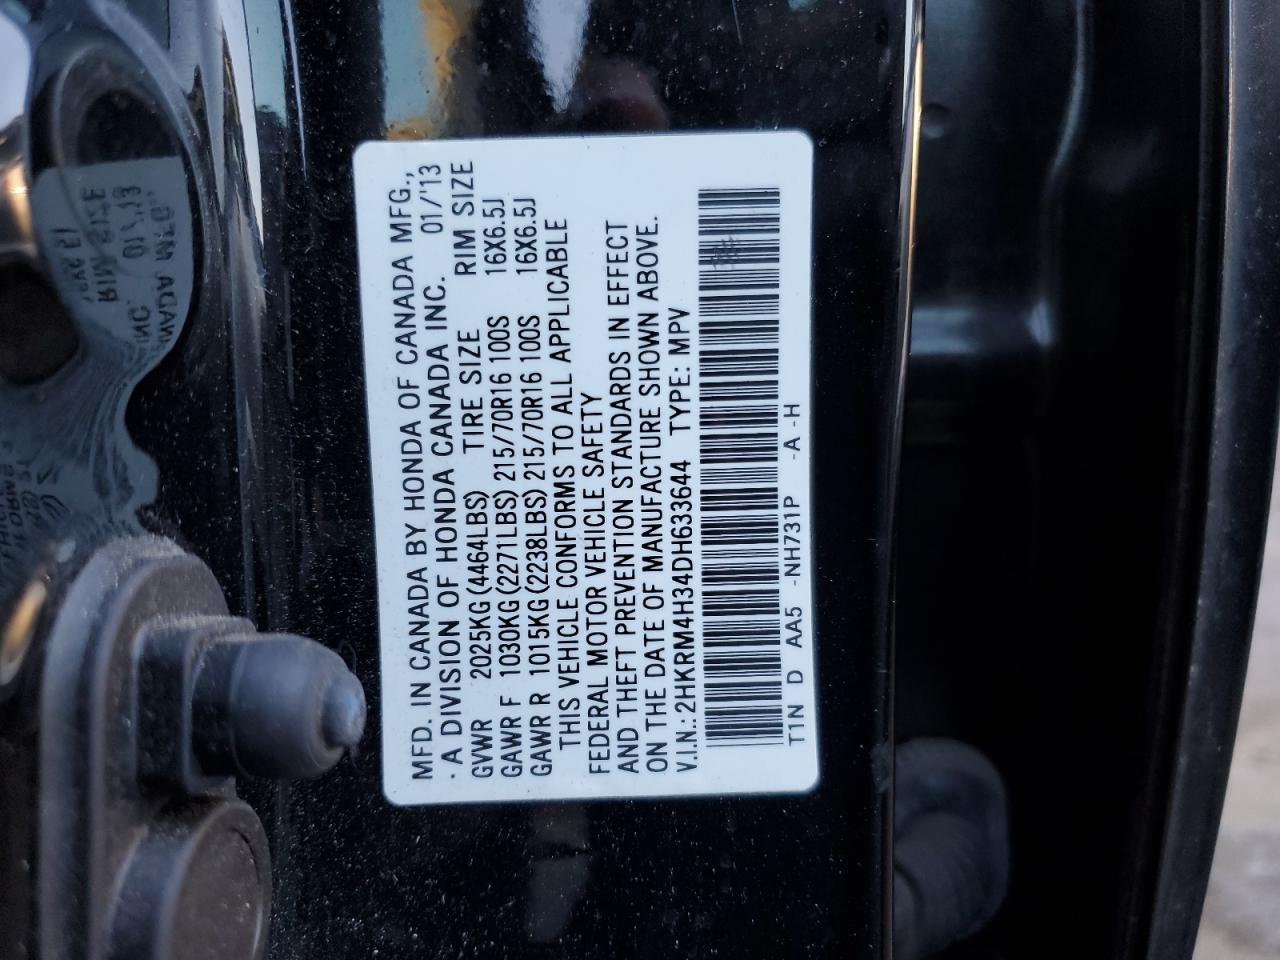 MFD. IN CANADA BY HONDA OF CANADA MFG.,
. A DIVISION OF HONDA CANADA INC. 01/'13
GVWR 2025KG(4464LBS) TIRE SIZE RIM SIZE
GAWR F 1030KG(2271LBS) 215/70R16 100S 16X6.5J
GAWR R 1015KG(2238LBS) 215/70R16 100S 16X6.5J
THIS VEHICLE CONFORMS TO ALL APPLICABLE
FEDERAL MOTOR VEHICLE SAFETY
AND THEFT PREVENTION STANDARDS IN EFFECT
ON THE DATE OF MANUFACTURE SHOWN ABOVE.
V.I.N.: 2HKRM4H34DH633644 TYPE: MPV
T1N D AA5 -NH731P -A -H